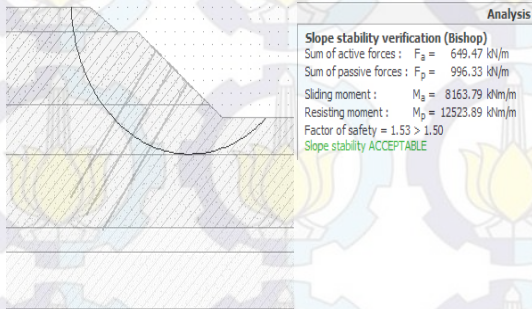 Analysis
Slope stability verification (Bishop)
Sum of active forces : Fa = 649.47 kN/m
Sum of passive forces : Fp = 996.33 kN/m
Sliding moment : Ma = 8163.79 kNm/m
Resisting moment : Mp = 12523.89 kNm/m
Factor of safety = 1.53 > 1.50
Slope stability ACCEPTABLE